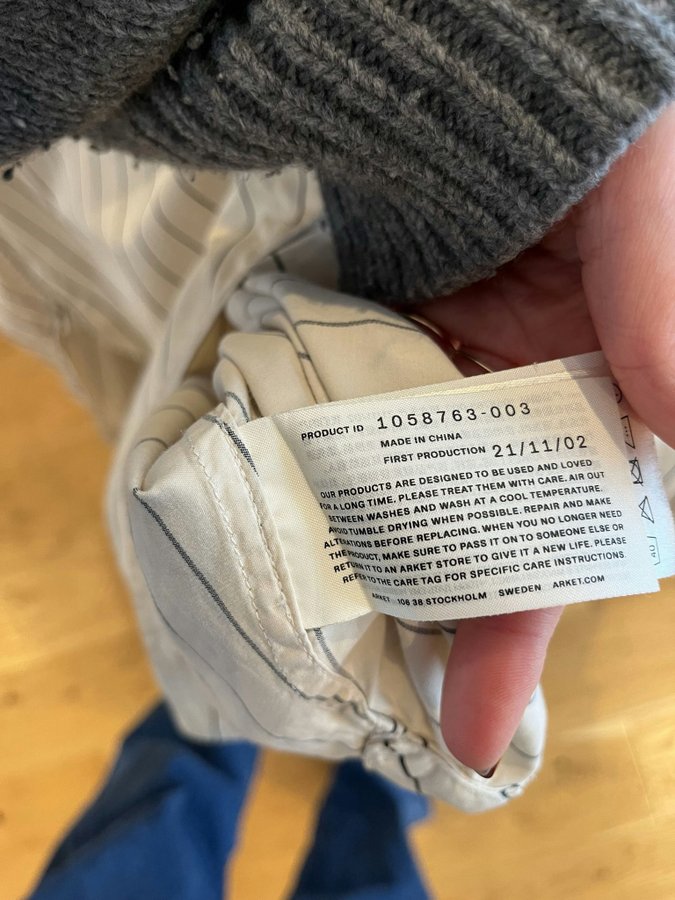 PRODUCT ID 1058763-003
MADE IN CHINA
FIRST PRODUCTION 21/11/02
OUR PRODUCTS ARE DESIGNED TO BE USED AND LOVED
FOR A LONG TIME. PLEASE TREAT THEM WITH CARE. AIR OUT
BETWEEN WASHES AND WASH AT A COOL TEMPERATURE.
AVOID TUMBLE DRYING WHEN POSSIBLE. REPAIR AND MAKE
ALTERATIONS BEFORE REPLACING. WHEN YOU NO LONGER NEED
THE PRODUCT, MAKE SURE TO PASS IT ON TO SOMEONE ELSE OR
RETURN IT TO AN ARKET STORE TO GIVE IT A NEW LIFE. PLEASE
REFER TO THE CARE TAG FOR SPECIFIC CARE INSTRUCTIONS.
ARKET 106 38 STOCKHOLM SWEDEN ARKET.COM
40